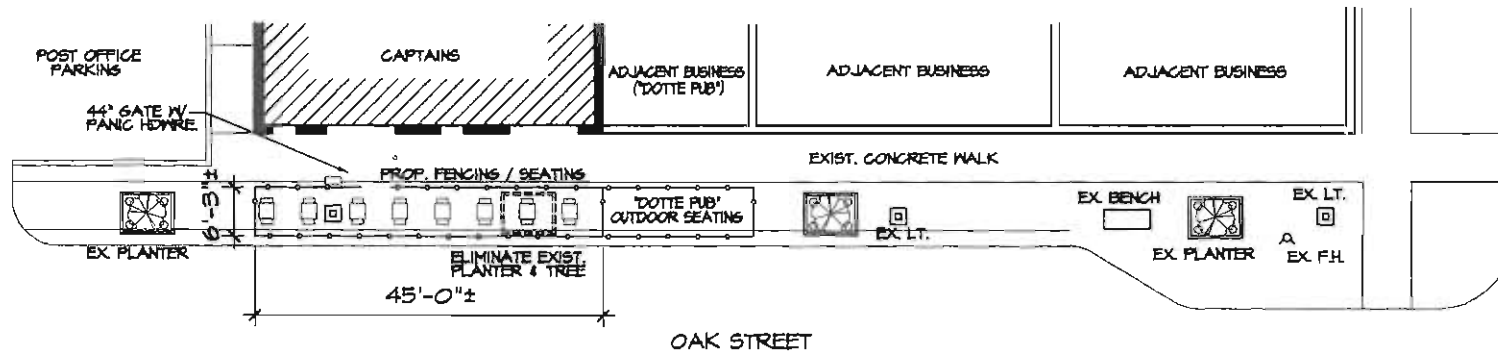 POST OFFICE
PARKING
CAPTAINS
ADJACENT BUSINESS
("DOTTE PUB")
ADJACENT BUSINESS
ADJACENT BUSINESS
44" GATE W/
PANIC HDWRE
EXIST. CONCRETE WALK
PROP. FENCING / SEATING
6'-3"±
"DOTTE PUB"
OUTDOOR SEATING
EX. PLANTER
ELIMINATE EXIST.
PLANTER & TREE
EX. LT.
EX. BENCH
EX. PLANTER
EX. LT.
EX. F.H.
45'-0"±
OAK STREET